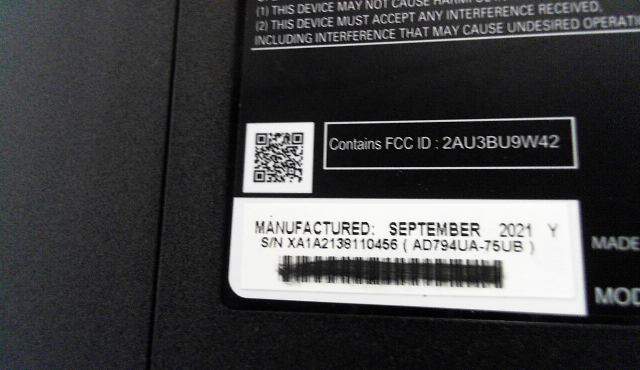 (1) THIS DEVICE MAY NOT CAUSE
(2) THIS DEVICE MUST ACCEPT ANY INTERFERENCE RECEIVED,
INCLUDING INTERFERENCE THAT MAY CAUSE UNDESIRED OPERATI
Contains FCC ID : 2AU3BU9W42
MANUFACTURED: SEPTEMBER 2021 Y
S/N XA1A2138110456 ( AD794UA-75UB )
MADE
MOD